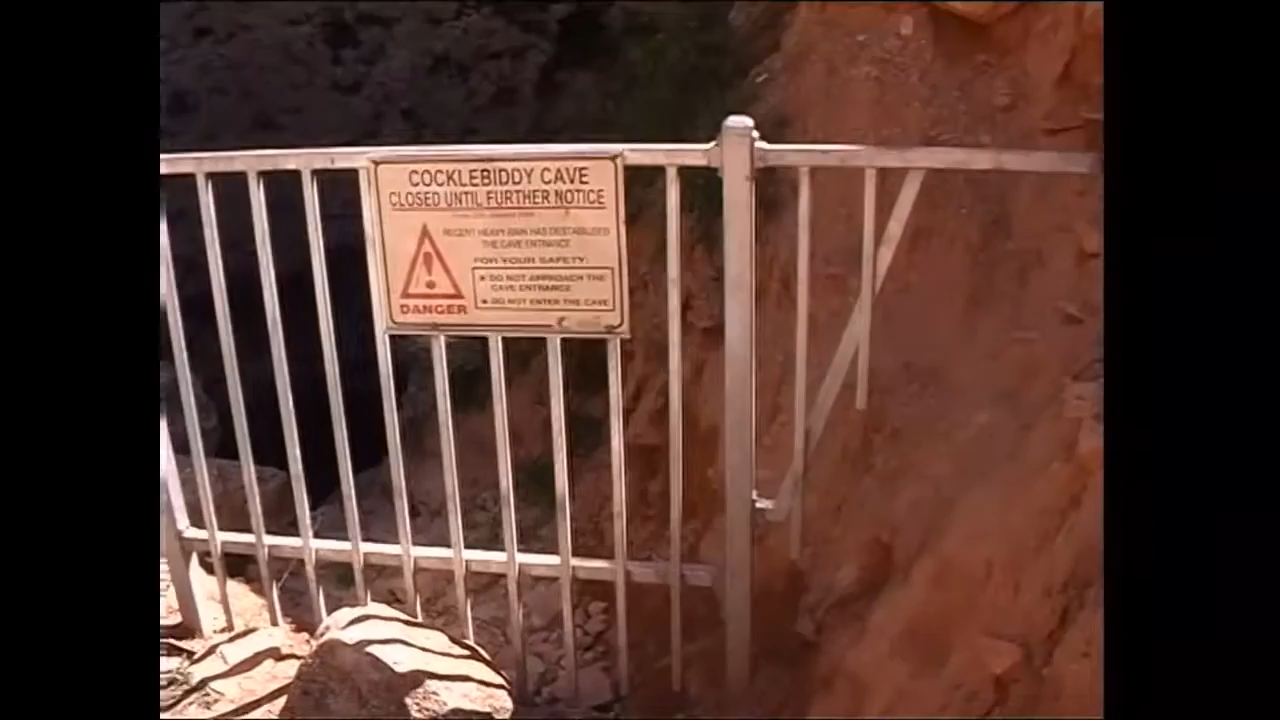 COCKLEBIDDY CAVE
CLOSED UNTIL FURTHER NOTICE
RECENT HEAVY RAIN HAS DESTABILISED
THE CAVE ENTRANCE
FOR YOUR SAFETY:
DO NOT APPROACH THE
CAVE ENTRANCE
DO NOT ENTER THE CAVE
DANGER